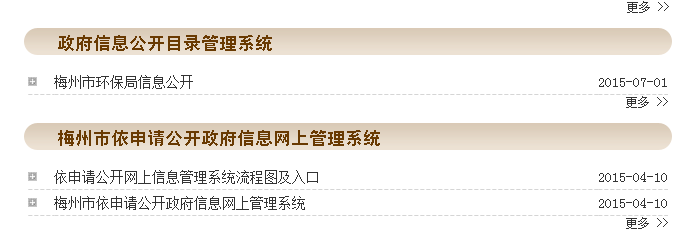 更多 >>
政府信息公开目录管理系统
梅州市环保局信息公开 2015-07-01
更多 >>
梅州市依申请公开政府信息网上管理系统
依申请公开网上信息管理系统流程图及入口 2015-04-10
梅州市依申请公开政府信息网上管理系统 2015-04-10
更多 >>